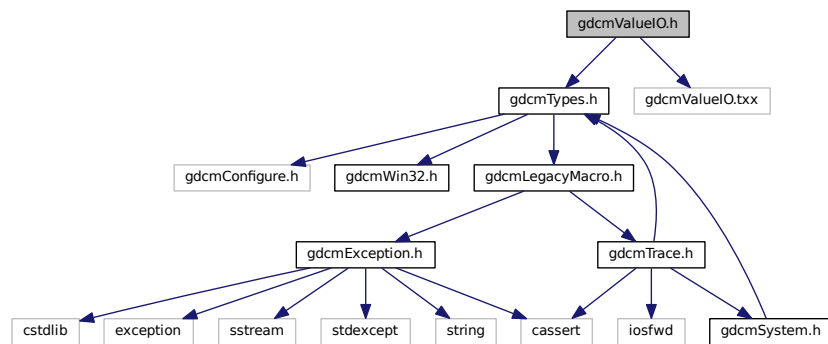 gdcmValueIO.h
gdcmTypes.h
gdcmValueIO.txx
gdcmConfigure.h
gdcmWin32.h
gdcmLegacyMacro.h
gdcmException.h
gdcmTrace.h
cstdlib
exception
sstream
stdexcept
string
cassert
iosfwd
gdcmSystem.h